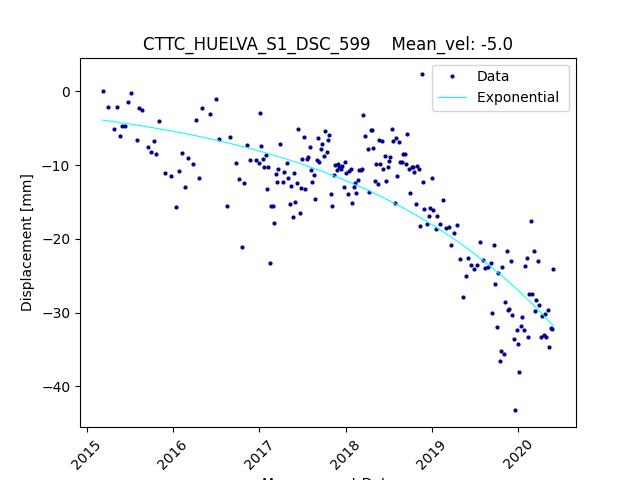 CTTC_HUELVA_S1_DSC_599    Mean_vel: -5.0
Data
Exponential
Displacement [mm]
0
−10
−20
−30
−40
2015
2016
2017
2018
2019
2020